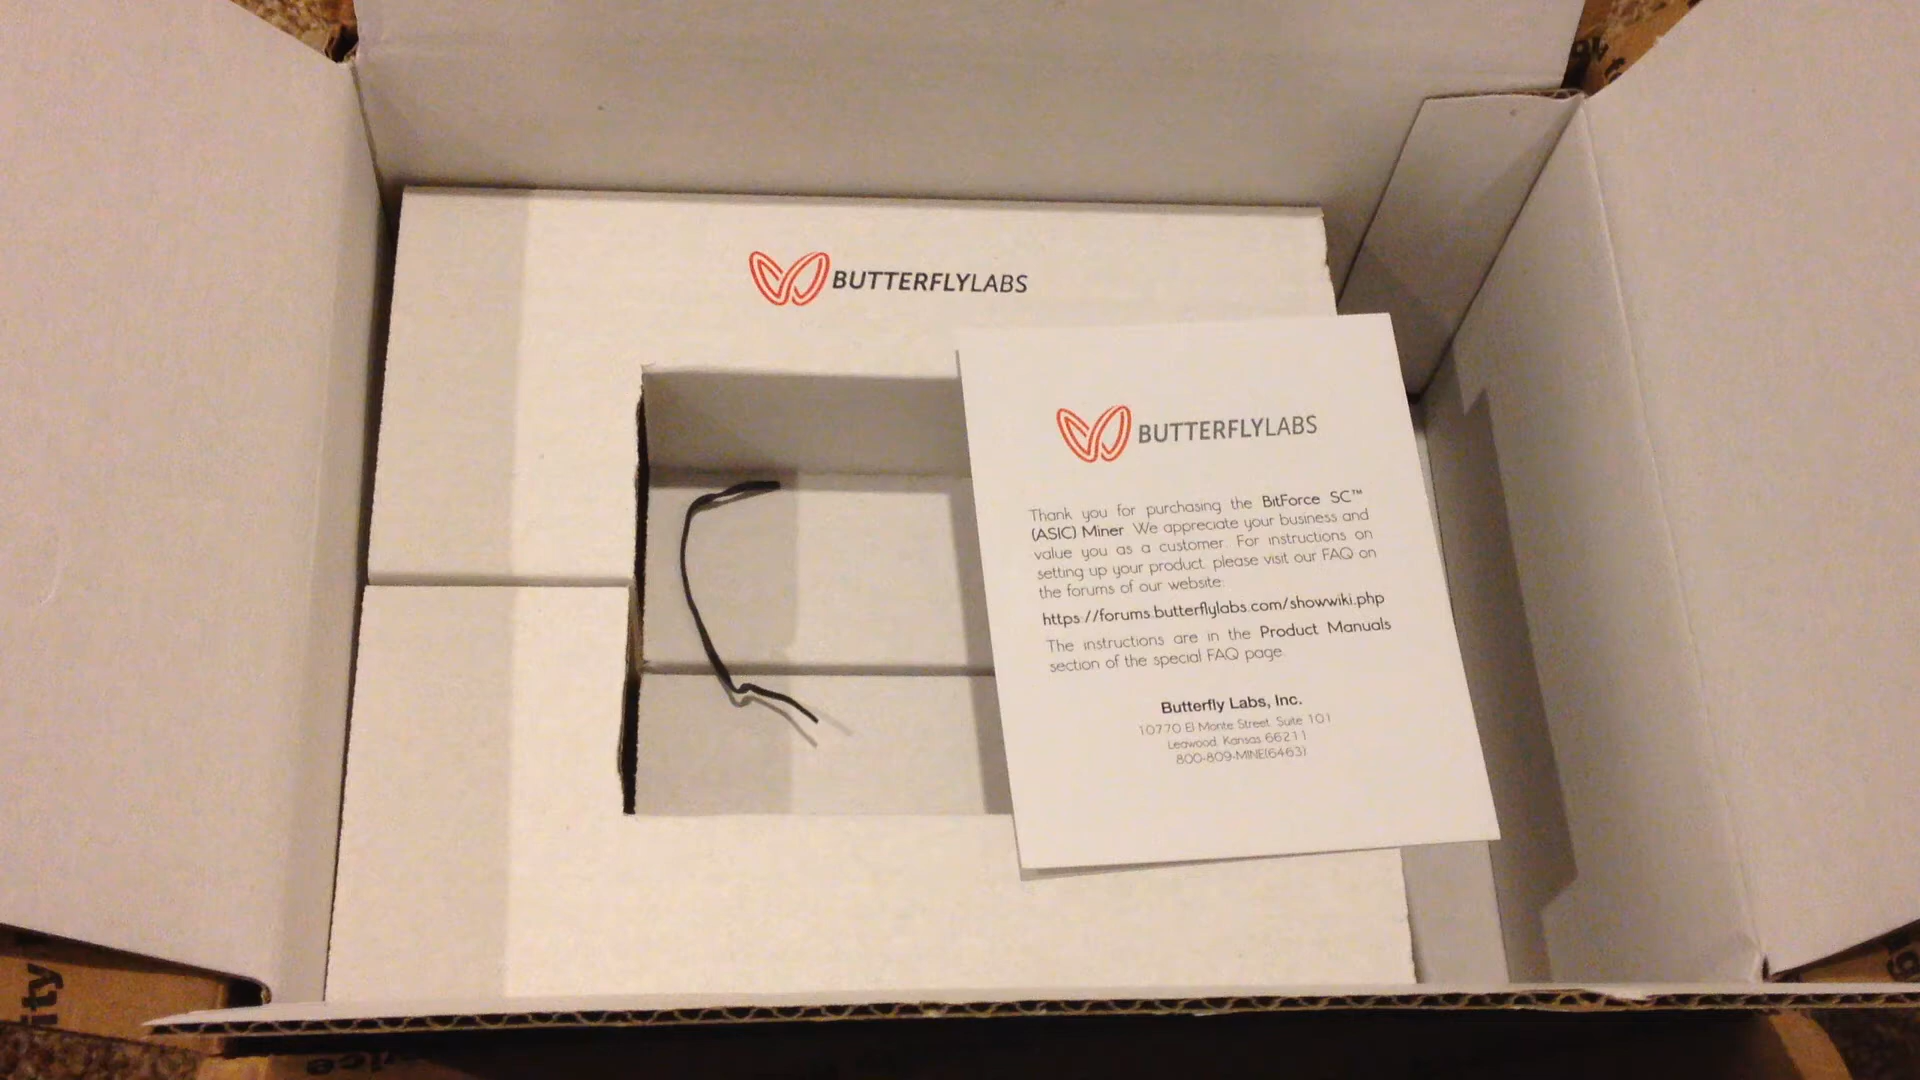 BUTTERFLYLABS
BUTTERFLYLABS
Thank you for purchasing the BitForce SC™
(ASIC) Miner. We appreciate your business and
value you as a customer. For instructions on
setting up your product, please visit our FAQ on
the forums of our website:
https://forums.butterflylabs.com/showwiki.php
The instructions are in the Product Manuals
section of the special FAQ page.
Butterfly Labs, Inc.
10770 El Monte Street, Suite 101
Leawood, Kansas 66211
800-809-MINE(6463)
ity